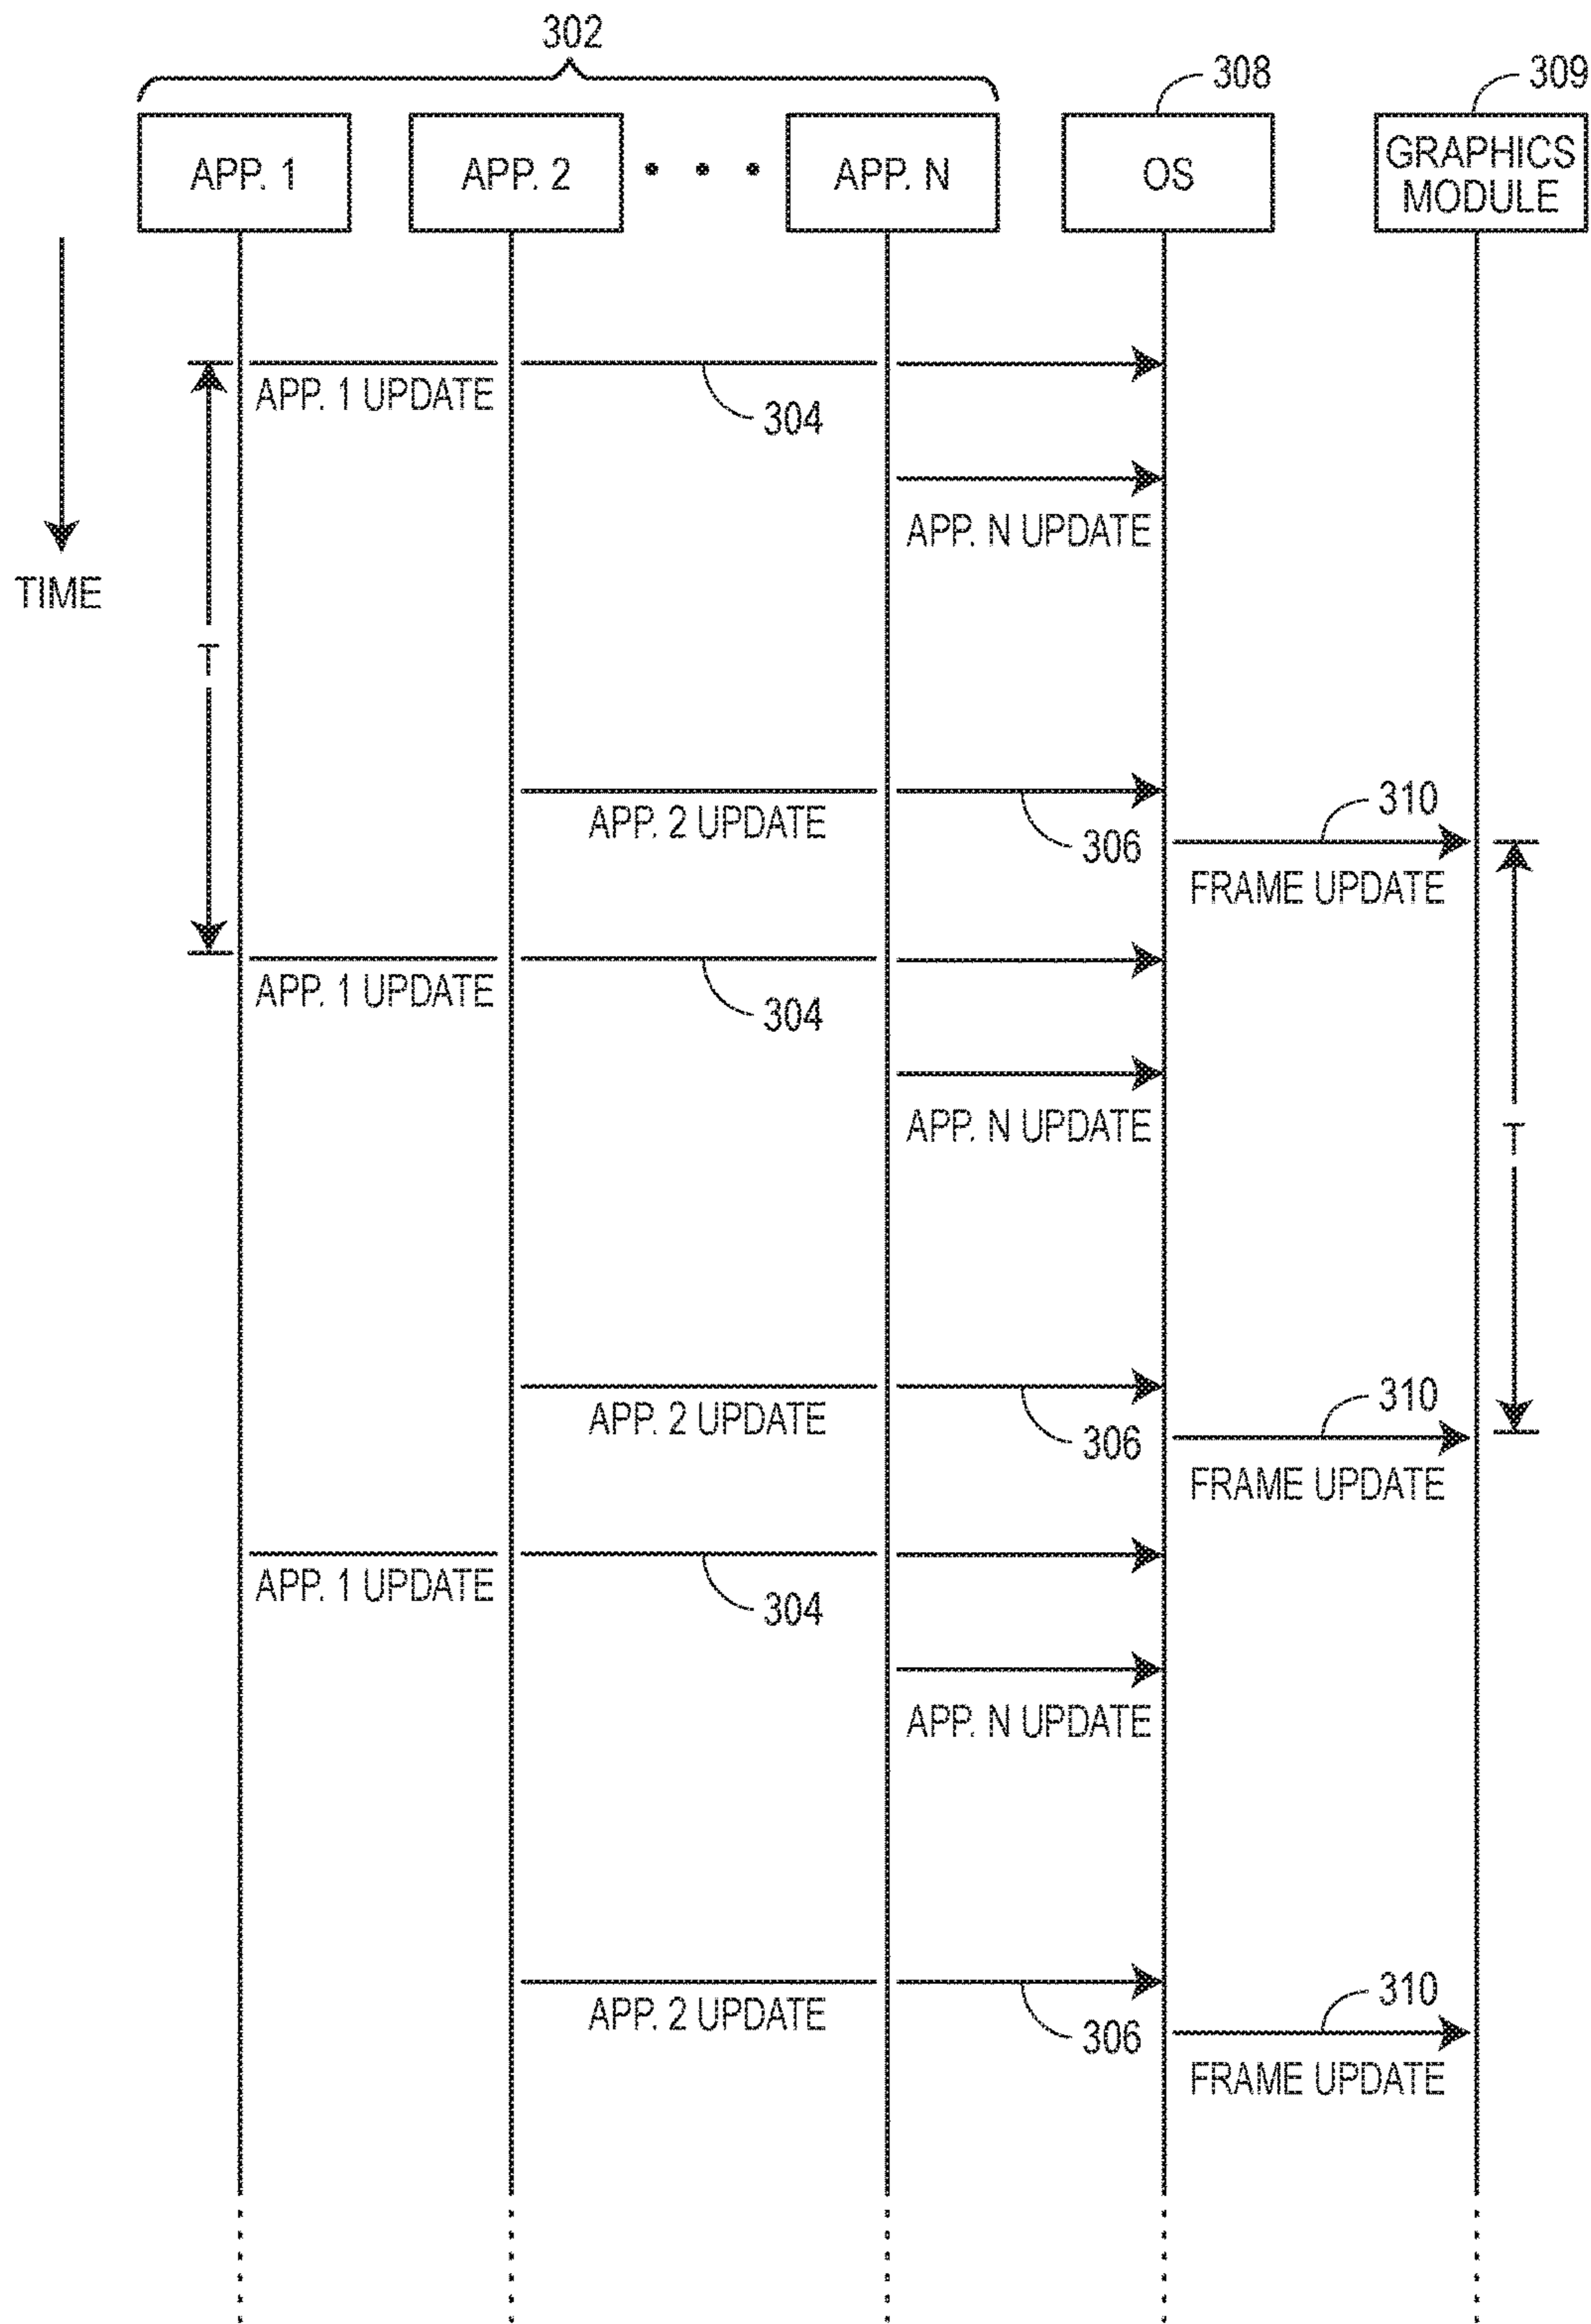 302
308
309
APP. 1
APP. 2
• • •
APP. N
OS
GRAPHICS
MODULE
APP. 1 UPDATE
304
APP. N UPDATE
TIME
T
APP. 2 UPDATE
306
310
FRAME UPDATE
APP. 1 UPDATE
304
APP. N UPDATE
T
APP. 2 UPDATE
306
310
FRAME UPDATE
APP. 1 UPDATE
304
APP. N UPDATE
APP. 2 UPDATE
306
310
FRAME UPDATE